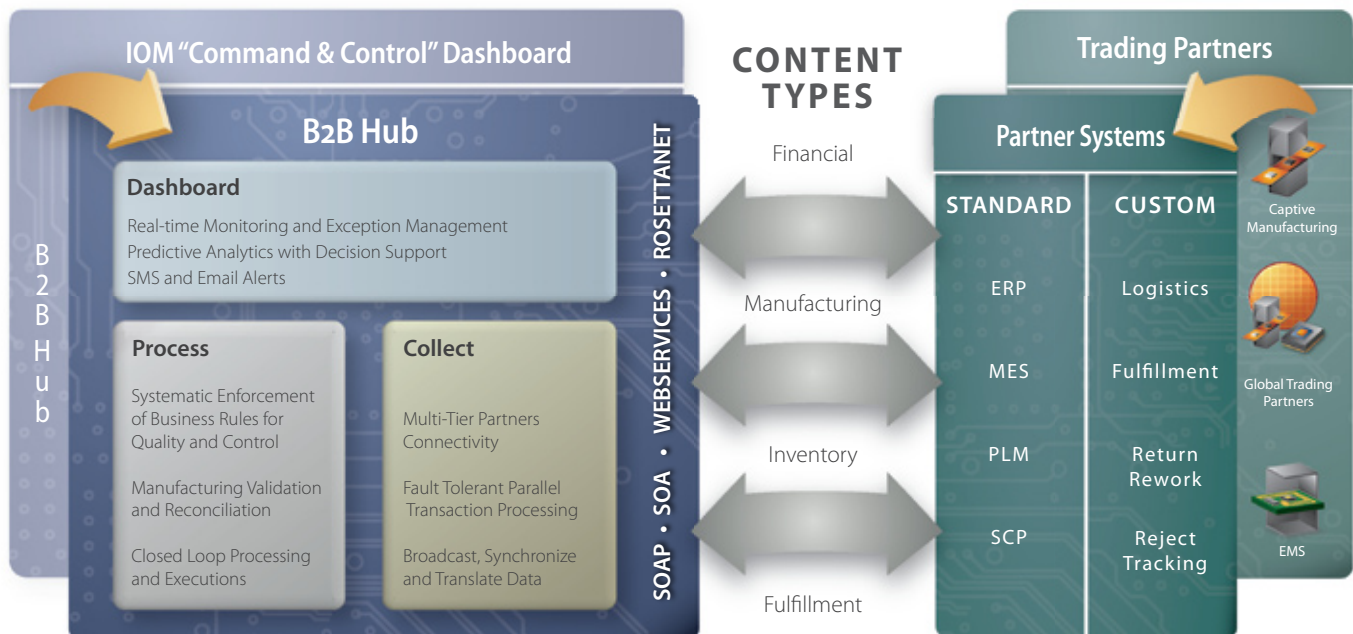 IOM “Command & Control” Dashboard
B2B Hub
B2B Hub
Dashboard
Real-time Monitoring and Exception Management
Predictive Analytics with Decision Support
SMS and Email Alerts
Process
Systematic Enforcement
of Business Rules for
Quality and Control
Manufacturing Validation
and Reconciliation
Closed Loop Processing
and Executions
Collect
Multi-Tier Partners
Connectivity
Fault Tolerant Parallel
Transaction Processing
Broadcast, Synchronize
and Translate Data
SOAP • SOA • WEBSERVICES • ROSETTANET
CONTENT
TYPES
Financial
Manufacturing
Inventory
Fulfillment
Trading Partners
Partner Systems
STANDARD
ERP
MES
PLM
SCP
CUSTOM
Logistics
Fulfillment
Return
Rework
Reject
Tracking
Captive
Manufacturing
Global Trading
Partners
EMS